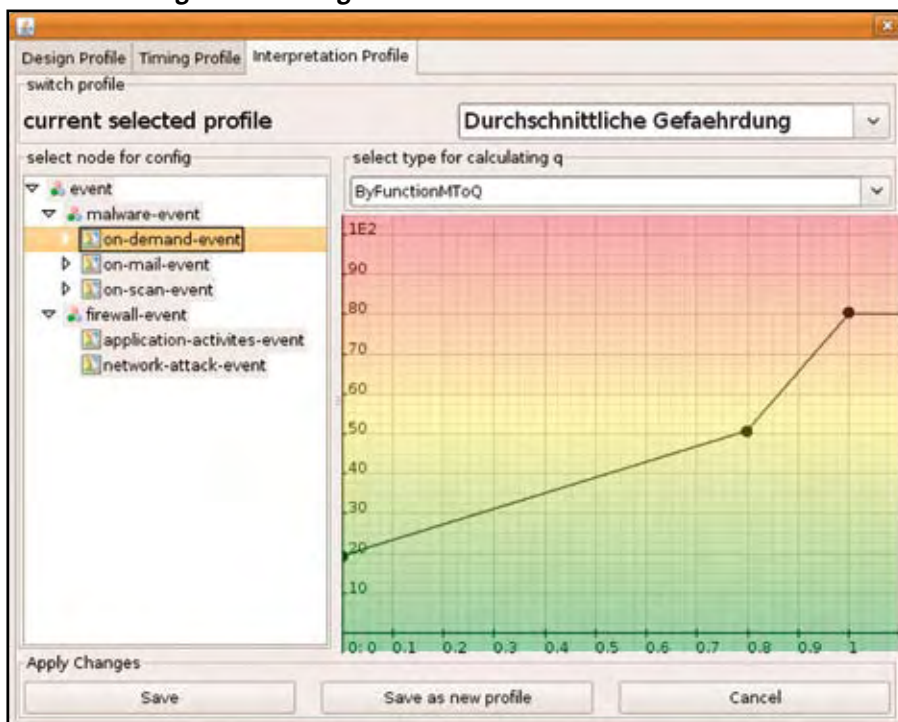 Design Profile Timing Profile Interpretation Profile
switch profile
current selected profile Durchschnittliche Gefaehrdung
select node for config
event
malware-event
on-demand-event
on-mail-event
on-scan-event
firewall-event
application-activites-event
network-attack-event
select type for calculating q
ByFunctionMToQ
1E2
90
80
70
60
50
40
30
20
10
0: 0 0.1 0.2 0.3 0.4 0.5 0.6 0.7 0.8 0.9 1
Apply Changes
Save Save as new profile Cancel